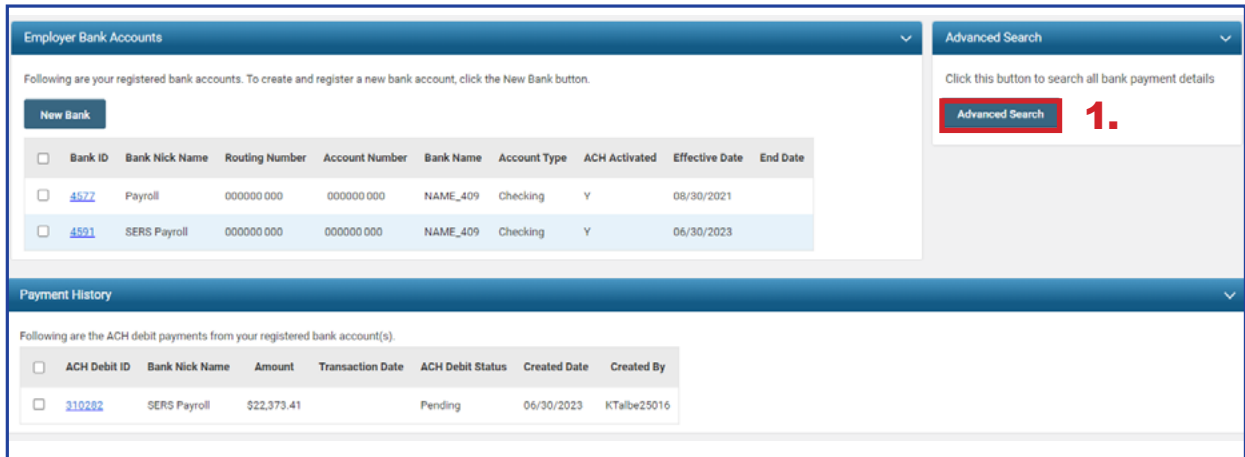 Employer Bank Accounts
Following are your registered bank accounts. To create and register a new bank account, click the New Bank button.
New Bank
Bank ID Bank Nick Name Routing Number Account Number Bank Name Account Type ACH Activated Effective Date End Date
4577 Payroll 000000 000 000000 000 NAME_409 Checking Y 08/30/2021
4591 SERS Payroll 000000 000 000000 000 NAME_409 Checking Y 06/30/2023
Advanced Search
Click this button to search all bank payment details
Advanced Search 1.
Payment History
Following are the ACH debit payments from your registered bank account(s).
ACH Debit ID Bank Nick Name Amount Transaction Date ACH Debit Status Created Date Created By
310282 SERS Payroll $22,373.41 Pending 06/30/2023 KTalbe25016